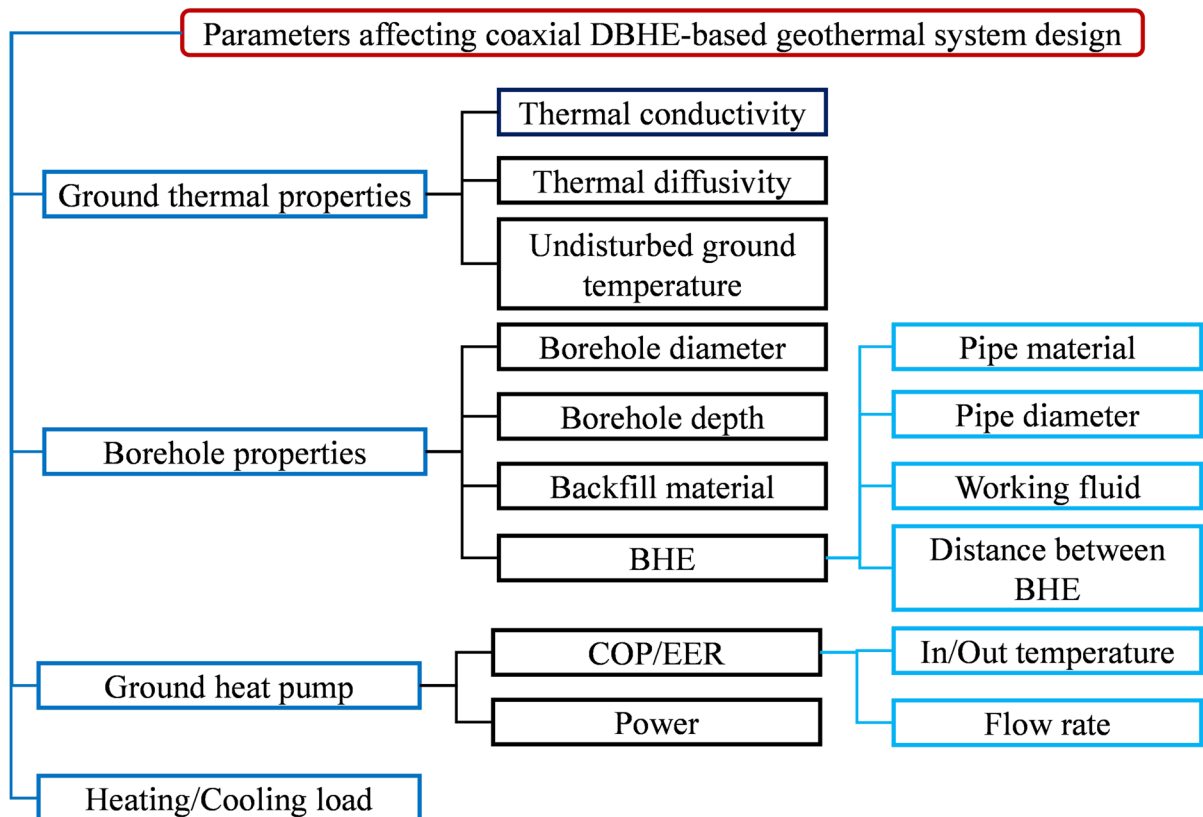 Parameters affecting coaxial DBHE-based geothermal system design
Ground thermal properties
Thermal conductivity
Thermal diffusivity
Undisturbed ground
temperature
Borehole properties
Borehole diameter
Borehole depth
Backfill material
BHE
Pipe material
Pipe diameter
Working fluid
Distance between
BHE
Ground heat pump
COP/EER
Power
In/Out temperature
Flow rate
Heating/Cooling load